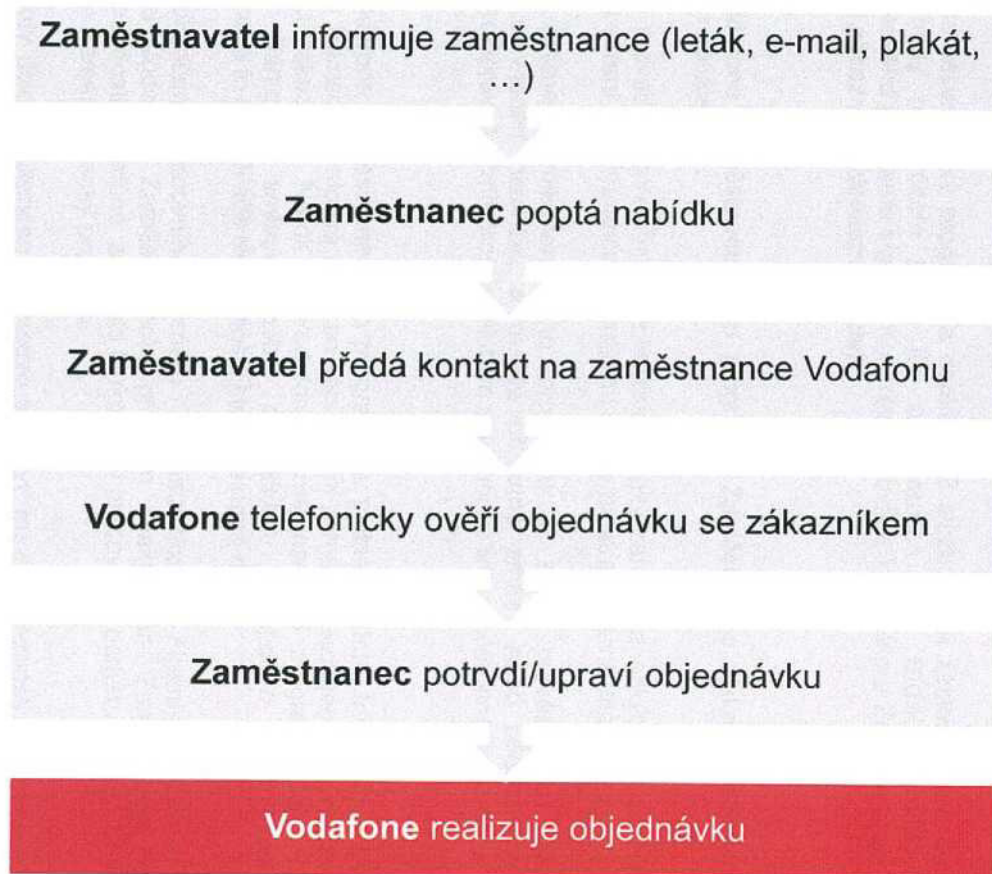 Zaměstnavatel informuje zaměstnance (leták, e-mail, plakát,
…)
Zaměstnanec poptá nabídku
Zaměstnavatel předá kontakt na zaměstnance Vodafonu
Vodafone telefonicky ověří objednávku se zákazníkem
Zaměstnanec potrvdí/upraví objednávku
Vodafone realizuje objednávku